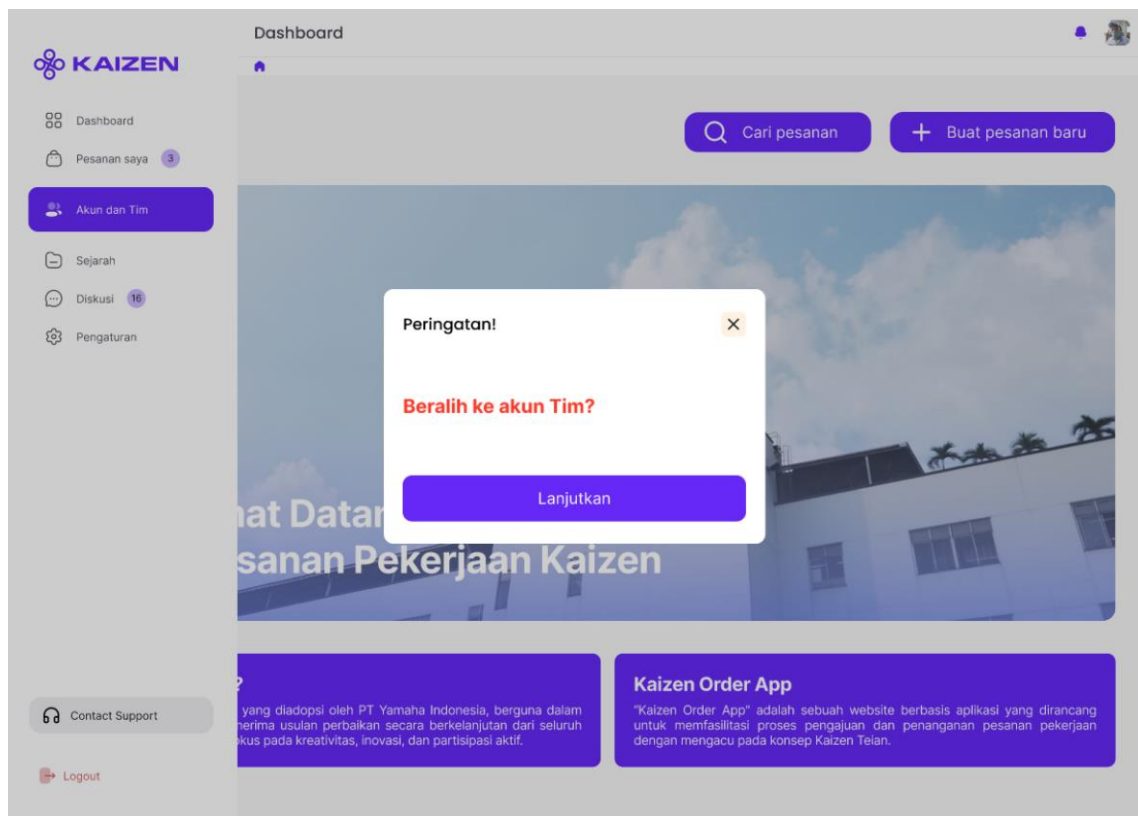 KAIZEN
Dashboard
Dashboard
Pesanan saya 3
Akun dan Tim
Sejarah
Diskusi 16
Pengaturan
Contact Support
Logout
Cari pesanan
Buat pesanan baru
Peringatan!
Beralih ke akun Tim?
Lanjutkan
Datar
Pekerjaan Kaizen
?
yang diadopsi oleh PT Yamaha Indonesia, berguna dalam
usulan perbaikan secara berkelanjutan dari seluruh
pada kreativitas, inovasi, dan partisipasi aktif.
Kaizen Order App
"Kaizen Order App" adalah sebuah website berbasis aplikasi yang dirancang
untuk memfasilitasi proses pengajuan dan penanganan pesanan pekerjaan
dengan mengacu pada konsep Kaizen Teian.